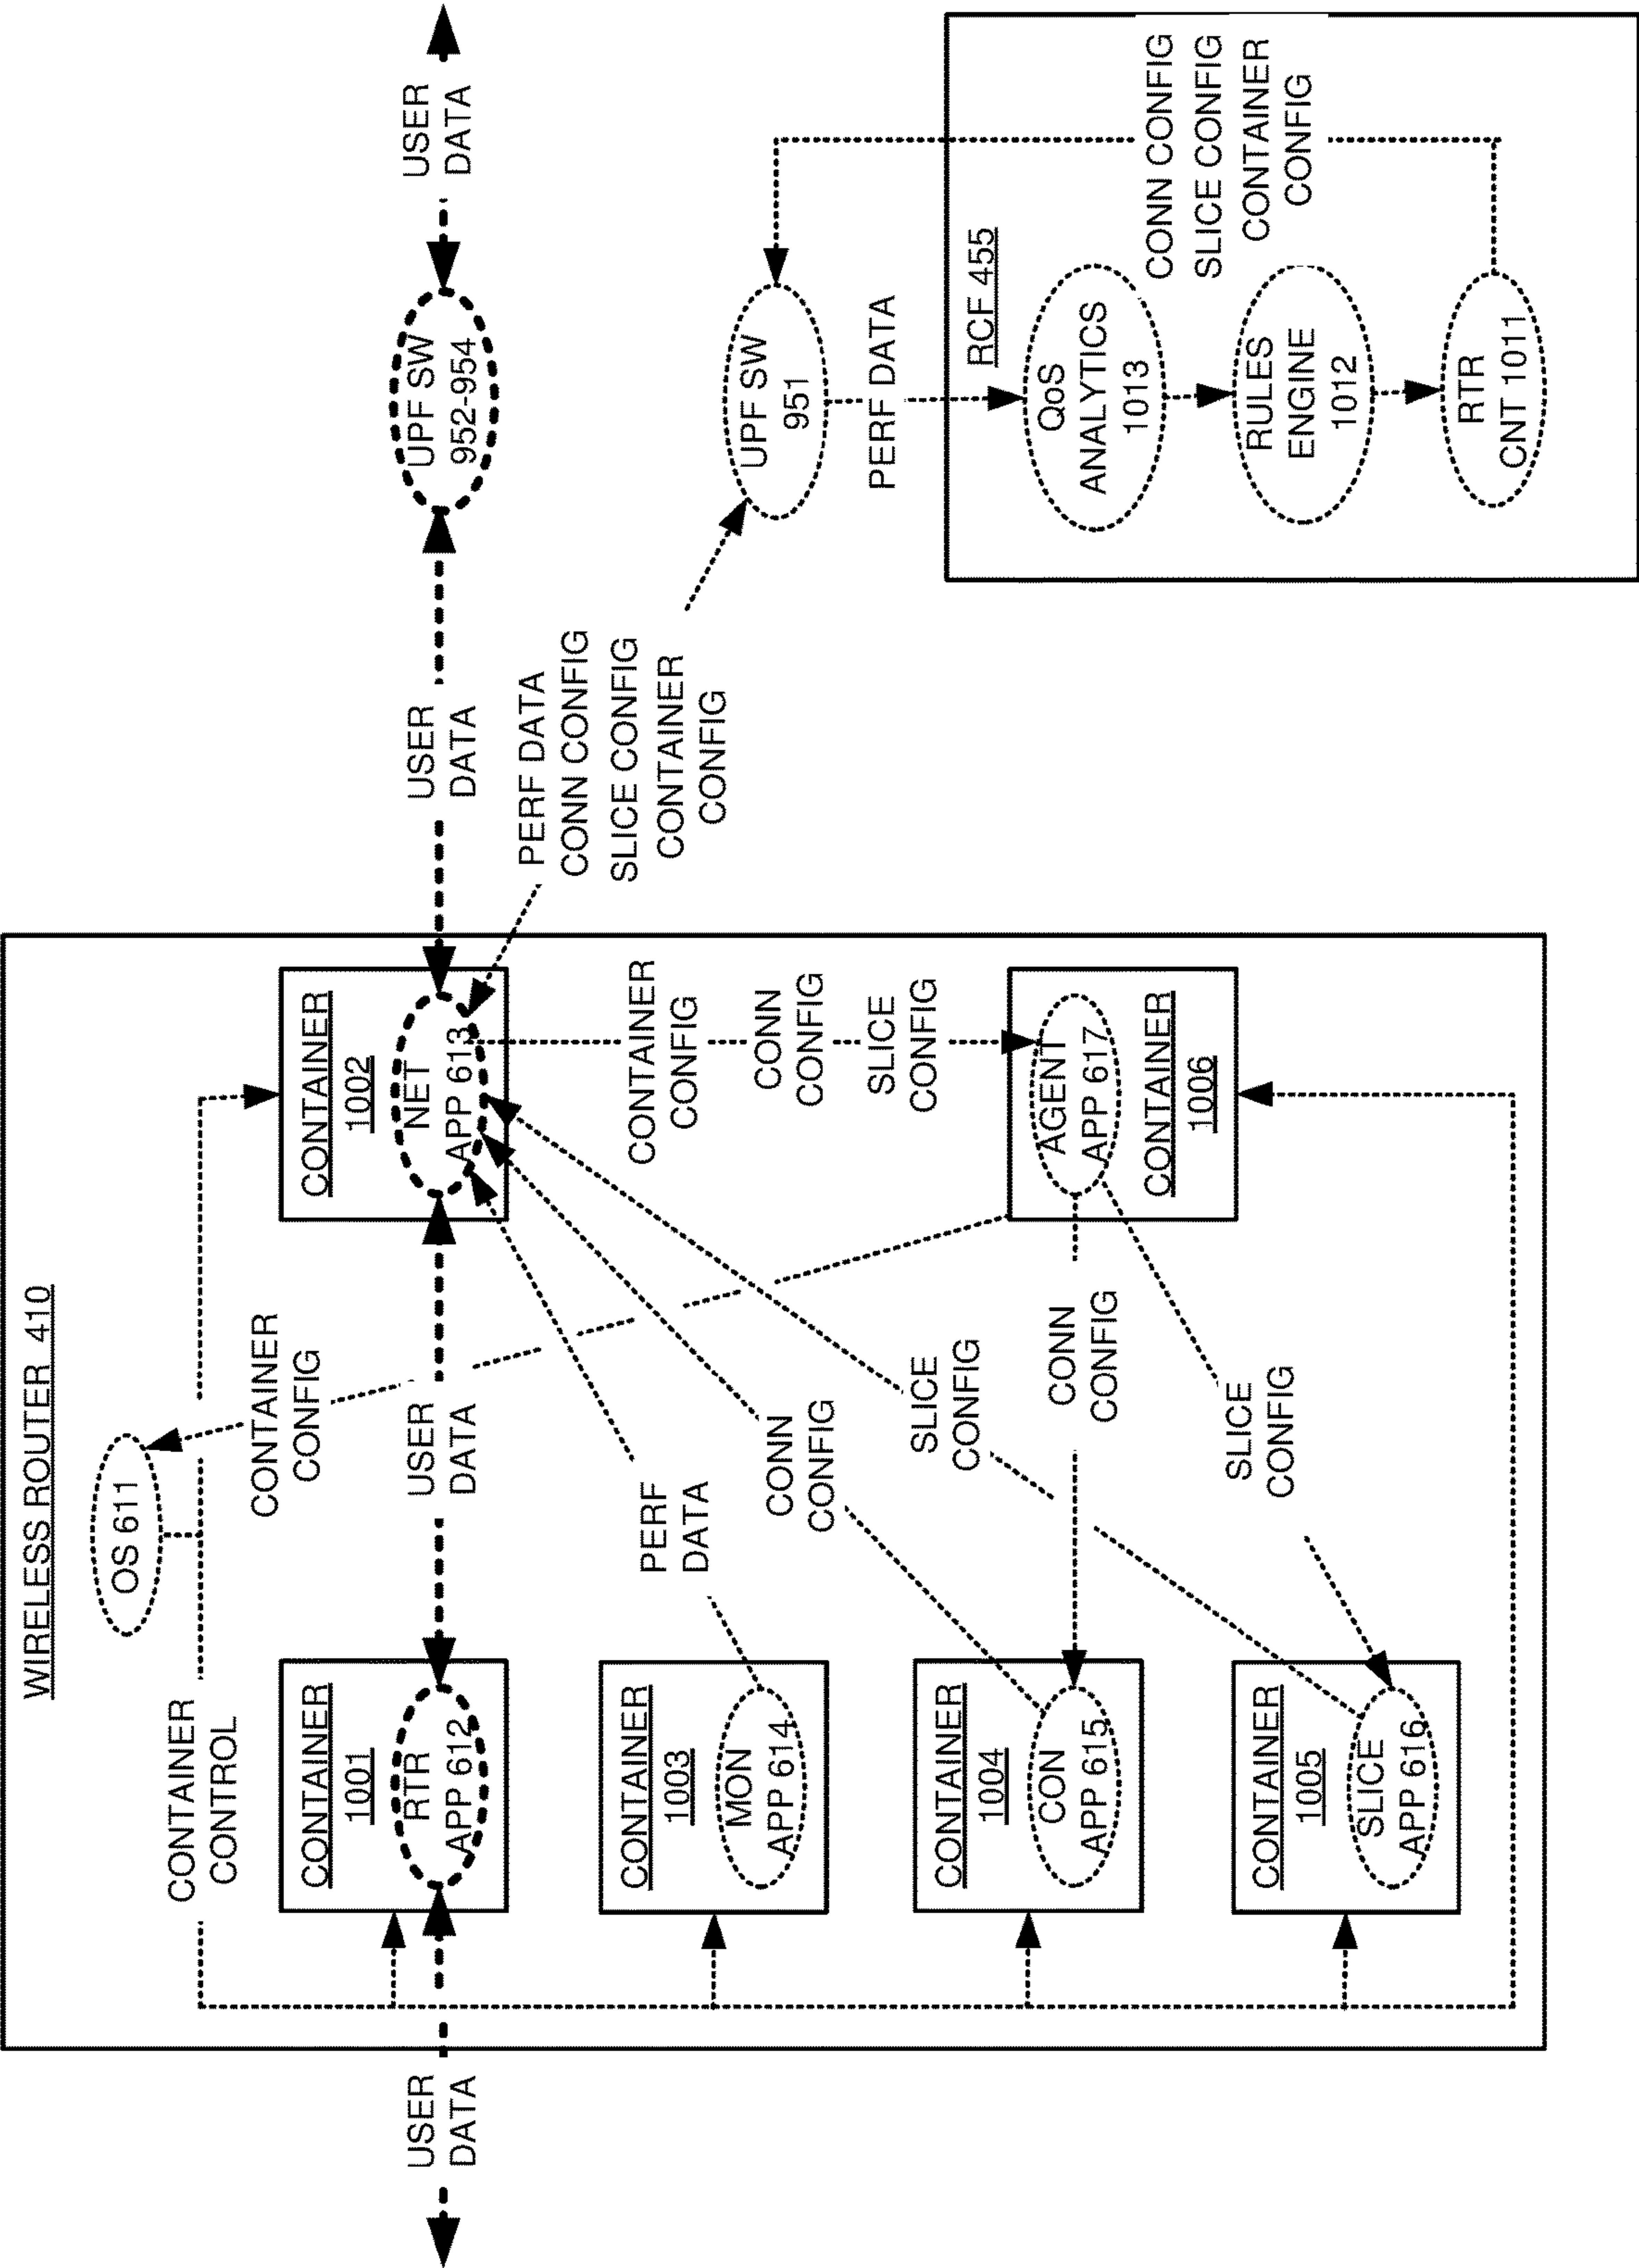 WIRELESS ROUTER 410
OS 611
CONTAINER
CONTROL
CONTAINER
CONFIG
USER
DATA
CONTAINER
1001
RTR
APP 612
USER
DATA
CONTAINER
1002
NET
APP 613
USER
DATA
UPF SW
952-954
USER
DATA
CONTAINER
1003
MON
APP 614
PERF
DATA
CONTAINER
CONFIG
CONN
CONFIG
SLICE
CONFIG
PERF DATA
CONN CONFIG
SLICE CONFIG
CONTAINER
CONFIG
UPF SW
951
PERF DATA
CONTAINER
1004
CON
APP 615
CONN
CONFIG
SLICE
CONFIG
CONN
CONFIG
AGENT
APP 617
CONTAINER
1006
CONTAINER
1005
SLICE
APP 616
SLICE
CONFIG
RCF 455
QoS
ANALYTICS
1013
RULES
ENGINE
1012
RTR
CNT 1011
CONN CONFIG
SLICE CONFIG
CONTAINER
CONFIG